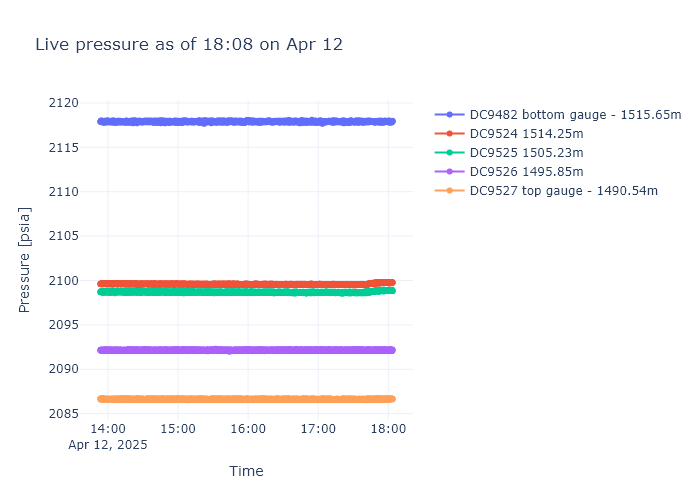 Live pressure as of 18:08 on Apr 12
2120
2115
2110
2105
2100
2095
2090
2085
Pressure [psia]
14:00
15:00
16:00
17:00
18:00
Apr 12, 2025
Time
DC9482 bottom gauge - 1515.65m
DC9524 1514.25m
DC9525 1505.23m
DC9526 1495.85m
DC9527 top gauge - 1490.54m